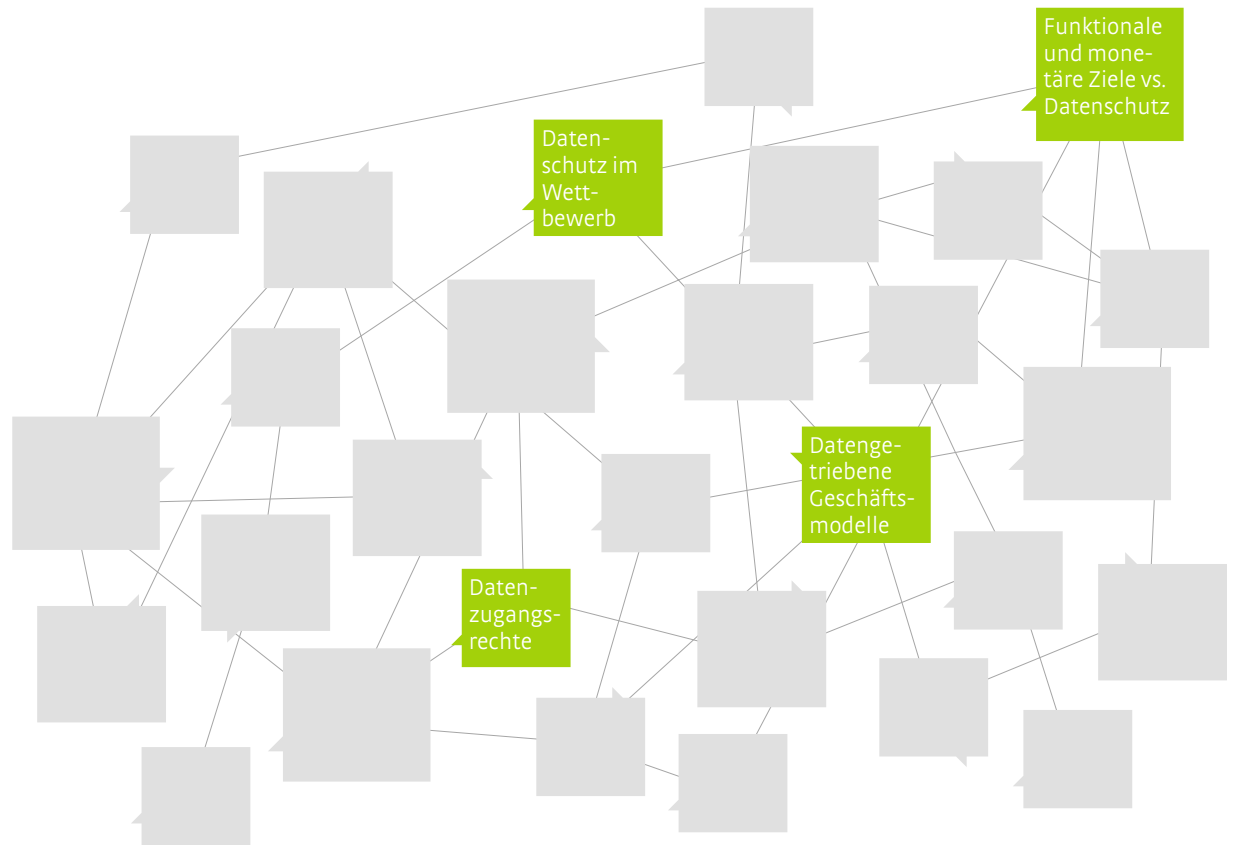 Funktionale
und mone-
täre Ziele vs.
Datenschutz
Daten-
schutz im
Wett-
bewerb
Datenge-
triebene
Geschäfts-
modelle
Daten-
zugangs-
rechte